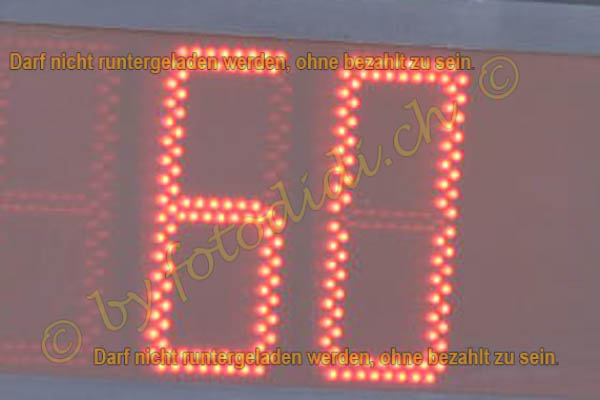 Darf nicht runtergeladen werden, ohne bezahlt zu sein.
60
© by fotodidi.ch ©
Darf nicht runtergeladen werden, ohne bezahlt zu sein.